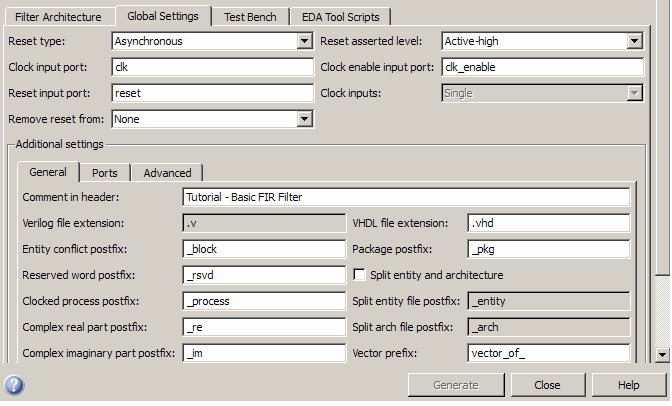 Filter Architecture Global Settings Test Bench EDA Tool Scripts
Reset type: Asynchronous Reset asserted level: Active-high
Clock input port: clk Clock enable input port: clk_enable
Reset input port: reset Clock inputs: Single
Remove reset from: None
Additional settings
General Ports Advanced
Comment in header: Tutorial - Basic FIR Filter
Verilog file extension: .v VHDL file extension: .vhd
Entity conflict postfix: _block Package postfix: _pkg
Reserved word postfix: _rsvd Split entity and architecture
Clocked process postfix: _process Split entity file postfix: _entity
Complex real part postfix: _re Split arch file postfix: _arch
Complex imaginary part postfix: _im Vector prefix: vector_of_
? Generate Close Help